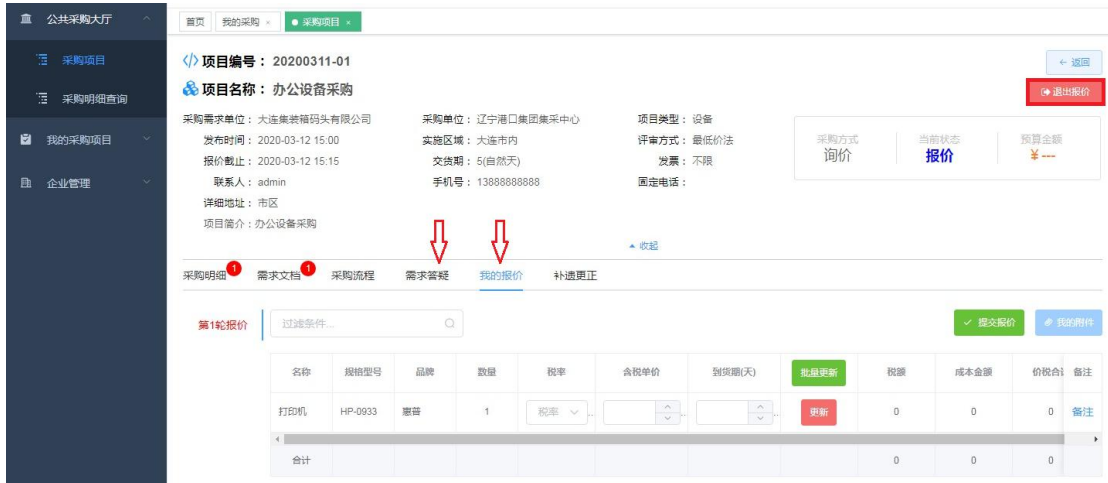 公共采购大厅
首页 我的采购 × ● 采购项目 ×
采购项目
采购明细查询
我的采购项目
企业管理
</> 项目编号： 20200311-01
← 返回
项目名称： 办公设备采购
退出报价
采购需求单位： 大连集装箱码头有限公司 采购单位： 辽宁港口集团集采中心 项目类型： 设备
发布时间： 2020-03-12 15:00 实施区域： 大连市内 评审方式： 最低价法
报价截止： 2020-03-12 15:15 交货期： 5(自然天) 发票： 不限
联系人： admin 手机号： 13888888888 固定电话：
详细地址： 市区
项目简介：办公设备采购
采购方式 当前状态 预算金额
询价 报价 ¥ ---
收起
采购明细 1 需求文档 1 采购流程 需求答疑 我的报价 补遗更正
第1轮报价 过滤条件... ✓ 提交报价 我的附件
名称 规格型号 品牌 数量 税率 含税单价 到货期(天) 批量更新 税额 成本金额 价税合计 备注
打印机 HP-0933 惠普 1 税率 .. .. .. 更新 0 0 0 备注
合计 0 0 0